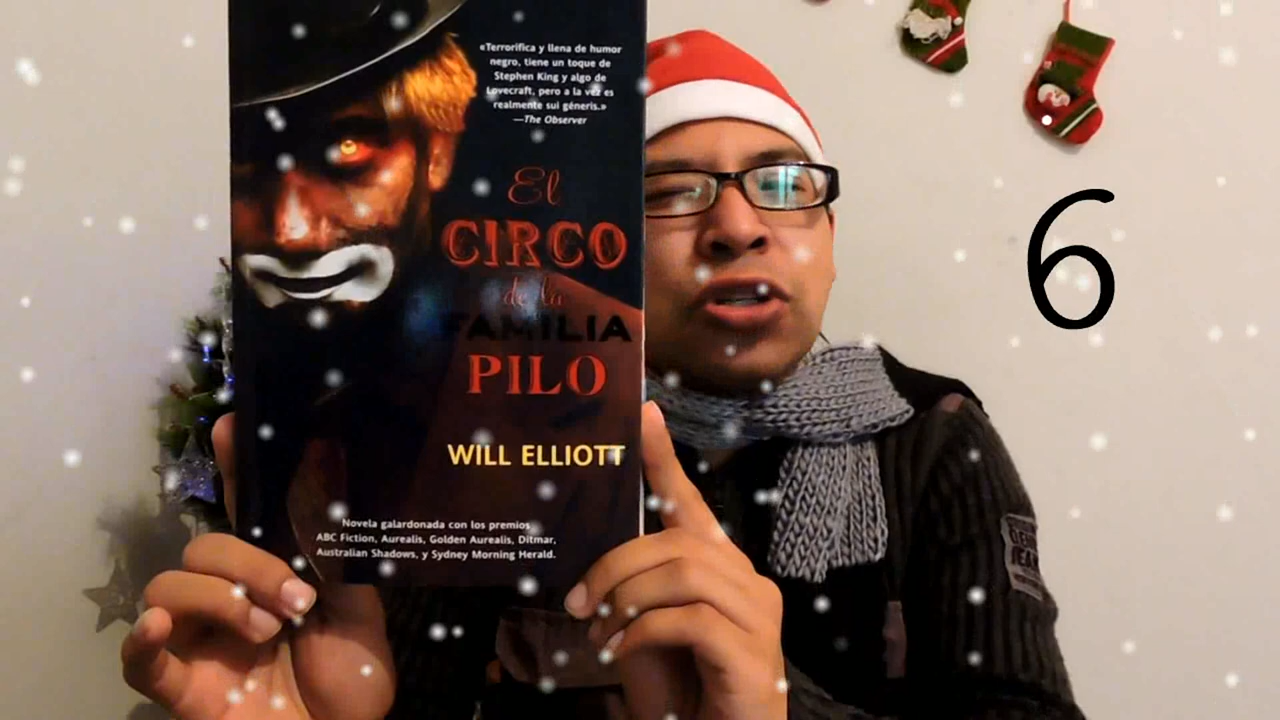 «Terrorífica y llena de humor
negro, tiene un toque de
Stephen King y algo de
Lovecraft, pero a la vez es
realmente sui géneris.»
—The Observer
El
CIRCO
de la
FAMILIA
PILO
WILL ELLIOTT
Novela galardonada con los premios
ABC Fiction, Aurealis, Golden Aurealis, Ditmar,
Australian Shadows, y Sydney Morning Herald.
6